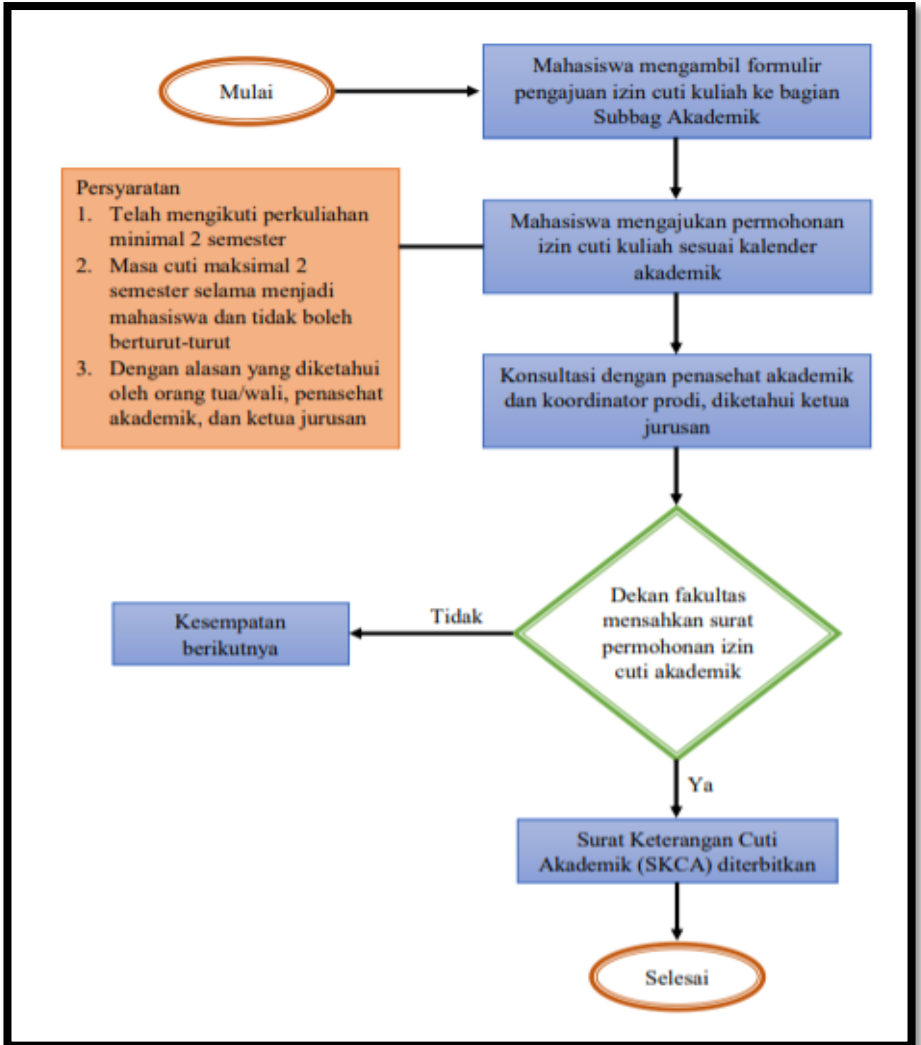 Mulai
Mahasiswa mengambil formulir
pengajuan izin cuti kuliah ke bagian
Subbag Akademik
Persyaratan
1. Telah mengikuti perkuliahan
minimal 2 semester
2. Masa cuti maksimal 2
semester selama menjadi
mahasiswa dan tidak boleh
berturut-turut
3. Dengan alasan yang diketahui
oleh orang tua/wali, penasehat
akademik, dan ketua jurusan
Mahasiswa mengajukan permohonan
izin cuti kuliah sesuai kalender
akademik
Konsultasi dengan penasehat akademik
dan koordinator prodi, diketahui ketua
jurusan
Dekan fakultas
mensahkan surat
permohonan izin
cuti akademik
Tidak
Kesempatan
berikutnya
Ya
Surat Keterangan Cuti
Akademik (SKCA) diterbitkan
Selesai